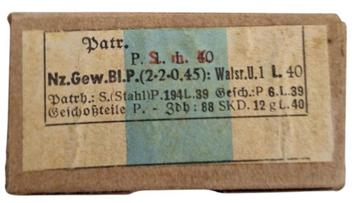 Patr.
P. S. m. 40
Nz.Gew.Bl.P.(2·2·0,45): Walsr.U.1 L. 40
Patrh.: S.(Stahl)P.194L.39 Gesch.: P 6.L.39
Geschoßteile P. - Zdh: 88 SKD. 12 g L. 40